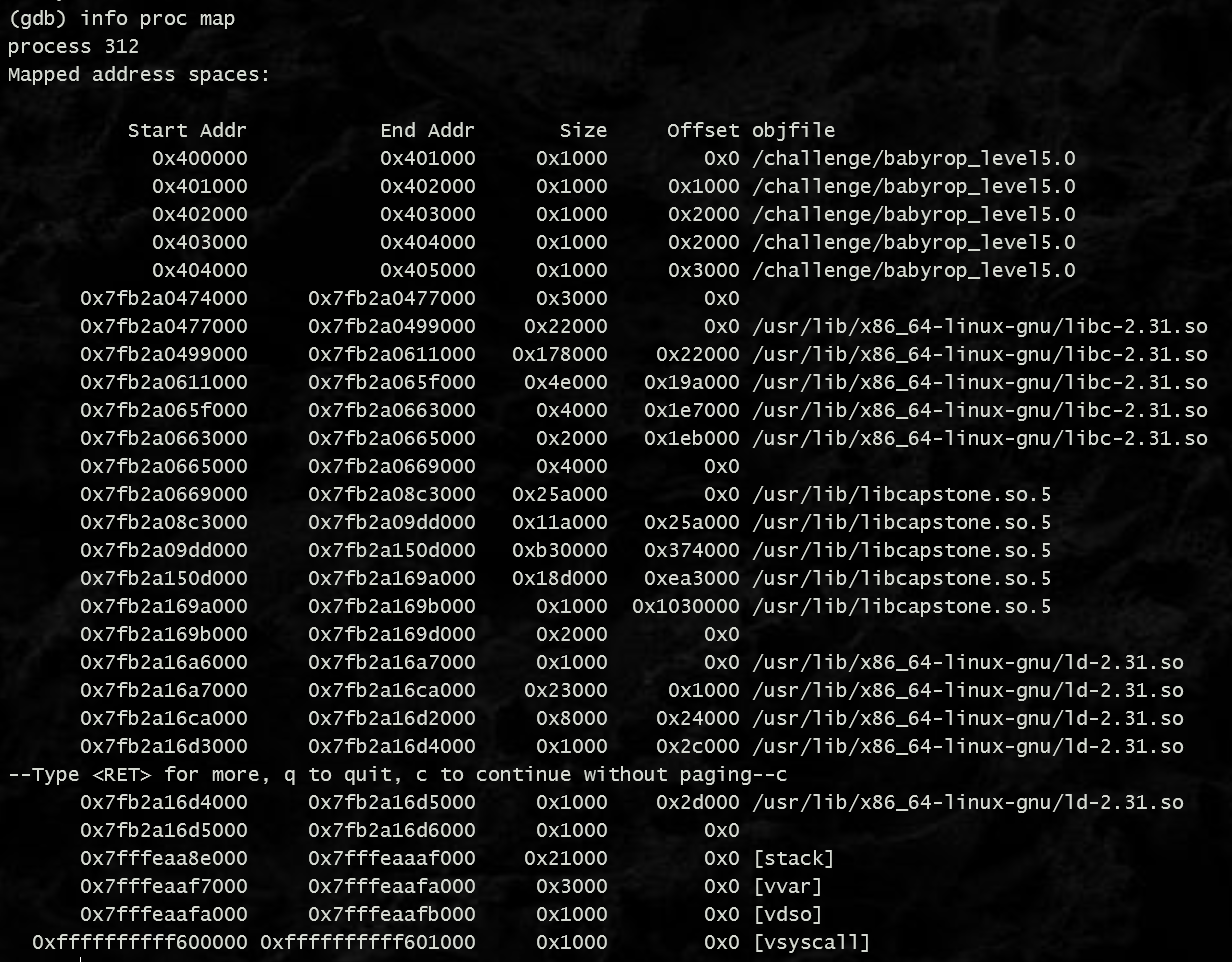 (gdb) info proc map
process 312
Mapped address spaces:
Start Addr End Addr Size Offset objfile
0x400000 0x401000 0x1000 0x0 /challenge/babyrop_level5.0
0x401000 0x402000 0x1000 0x1000 /challenge/babyrop_level5.0
0x402000 0x403000 0x1000 0x2000 /challenge/babyrop_level5.0
0x403000 0x404000 0x1000 0x2000 /challenge/babyrop_level5.0
0x404000 0x405000 0x1000 0x3000 /challenge/babyrop_level5.0
0x7fb2a0474000 0x7fb2a0477000 0x3000 0x0
0x7fb2a0477000 0x7fb2a0499000 0x22000 0x0 /usr/lib/x86_64-linux-gnu/libc-2.31.so
0x7fb2a0499000 0x7fb2a0611000 0x178000 0x22000 /usr/lib/x86_64-linux-gnu/libc-2.31.so
0x7fb2a0611000 0x7fb2a065f000 0x4e000 0x19a000 /usr/lib/x86_64-linux-gnu/libc-2.31.so
0x7fb2a065f000 0x7fb2a0663000 0x4000 0x1e7000 /usr/lib/x86_64-linux-gnu/libc-2.31.so
0x7fb2a0663000 0x7fb2a0665000 0x2000 0x1eb000 /usr/lib/x86_64-linux-gnu/libc-2.31.so
0x7fb2a0665000 0x7fb2a0669000 0x4000 0x0
0x7fb2a0669000 0x7fb2a08c3000 0x25a000 0x0 /usr/lib/libcapstone.so.5
0x7fb2a08c3000 0x7fb2a09dd000 0x11a000 0x25a000 /usr/lib/libcapstone.so.5
0x7fb2a09dd000 0x7fb2a150d000 0xb30000 0x374000 /usr/lib/libcapstone.so.5
0x7fb2a150d000 0x7fb2a169a000 0x18d000 0xea3000 /usr/lib/libcapstone.so.5
0x7fb2a169a000 0x7fb2a169b000 0x1000 0x1030000 /usr/lib/libcapstone.so.5
0x7fb2a169b000 0x7fb2a169d000 0x2000 0x0
0x7fb2a16a6000 0x7fb2a16a7000 0x1000 0x0 /usr/lib/x86_64-linux-gnu/ld-2.31.so
0x7fb2a16a7000 0x7fb2a16ca000 0x23000 0x1000 /usr/lib/x86_64-linux-gnu/ld-2.31.so
0x7fb2a16ca000 0x7fb2a16d2000 0x8000 0x24000 /usr/lib/x86_64-linux-gnu/ld-2.31.so
0x7fb2a16d3000 0x7fb2a16d4000 0x1000 0x2c000 /usr/lib/x86_64-linux-gnu/ld-2.31.so
--Type <RET> for more, q to quit, c to continue without paging--c
0x7fb2a16d4000 0x7fb2a16d5000 0x1000 0x2d000 /usr/lib/x86_64-linux-gnu/ld-2.31.so
0x7fb2a16d5000 0x7fb2a16d6000 0x1000 0x0
0x7fffeaa8e000 0x7fffeaaaf000 0x21000 0x0 [stack]
0x7fffeaaf7000 0x7fffeaafa000 0x3000 0x0 [vvar]
0x7fffeaafa000 0x7fffeaafb000 0x1000 0x0 [vdso]
0xffffffffff600000 0xffffffffff601000 0x1000 0x0 [vsyscall]